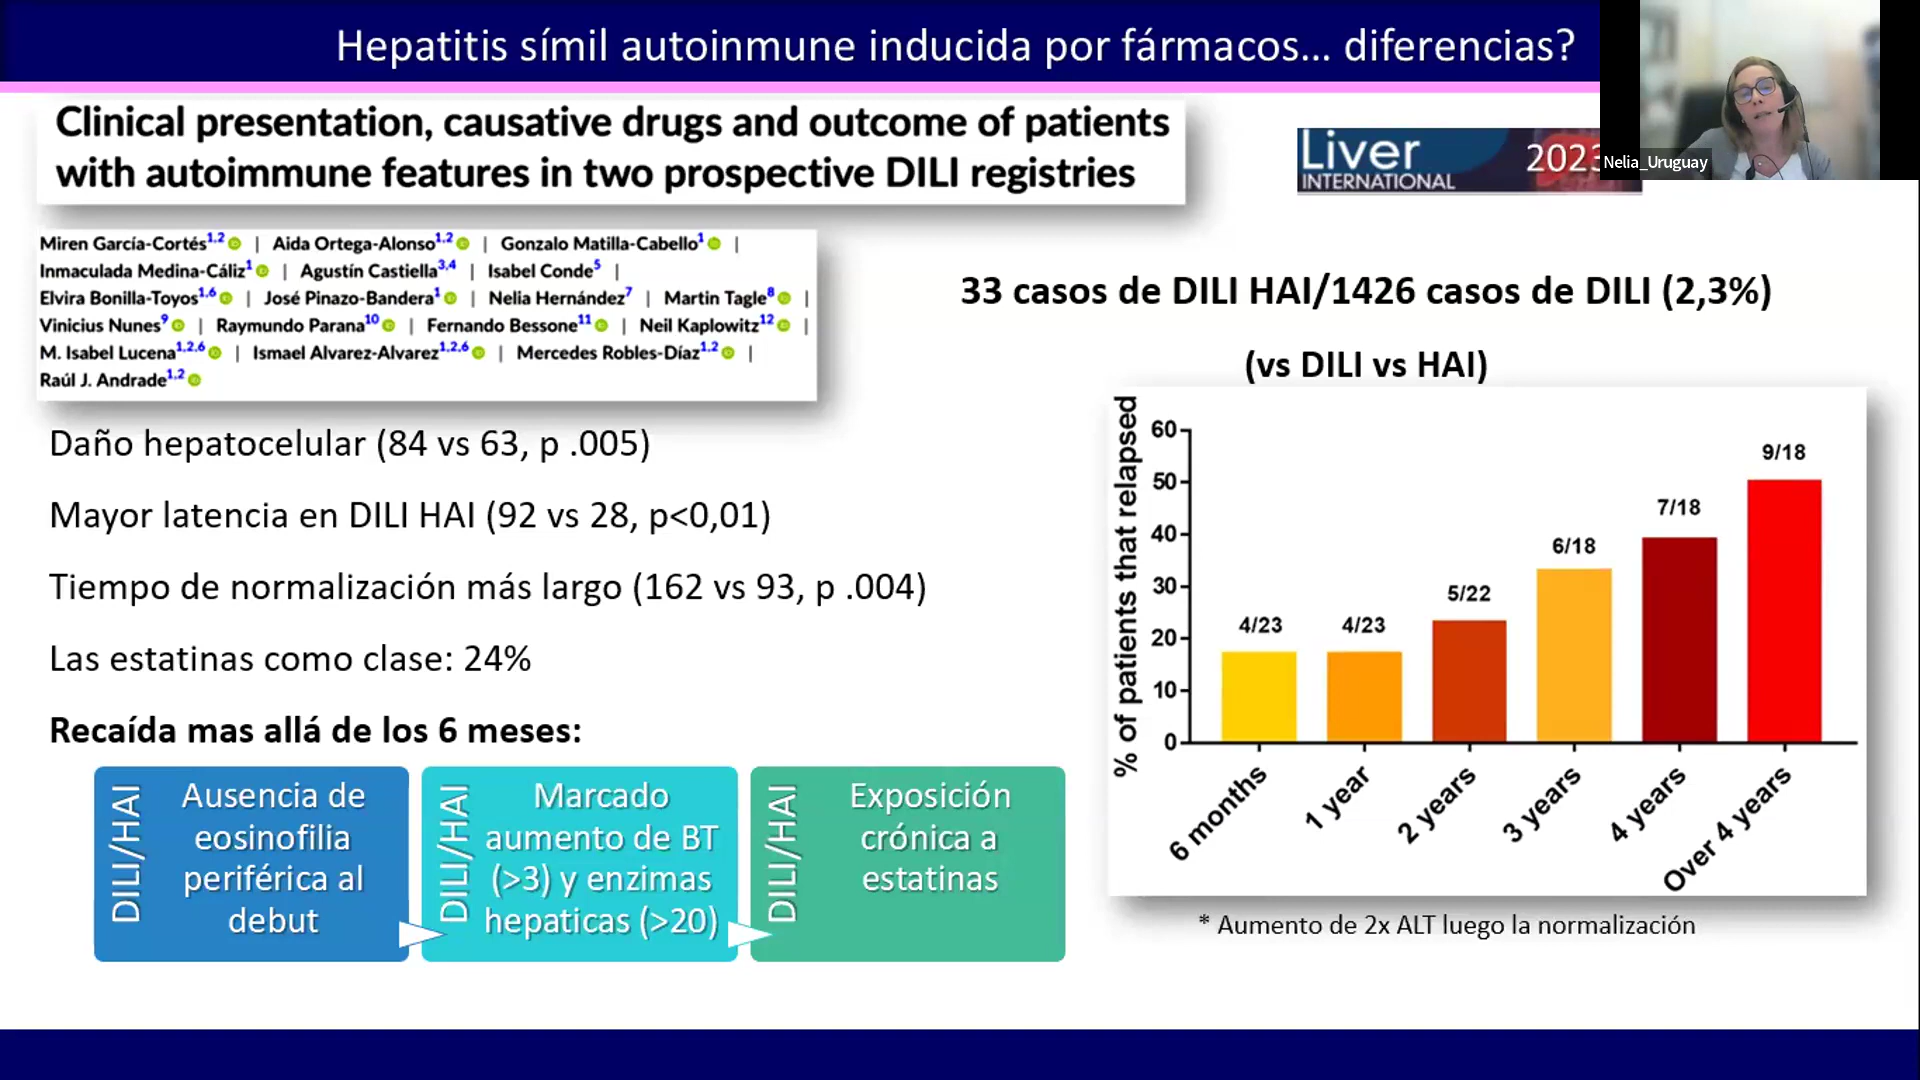 Hepatitis símil autoinmune inducida por fármacos... diferencias?
Clinical presentation, causative drugs and outcome of patients
with autoimmune features in two prospective DILI registries
Liver
INTERNATIONAL
2023
Nelia_Uruguay
Miren García-Cortés1,2 | Aida Ortega-Alonso1,2 | Gonzalo Matilla-Cabello1 |
Inmaculada Medina-Cáliz1 | Agustín Castiella3,4 | Isabel Conde5 |
Elvira Bonilla-Toyos1,6 | José Pinazo-Bandera1 | Nelia Hernández7 | Martin Tagle8 |
Vinicius Nunes9 | Raymundo Parana10 | Fernando Bessone11 | Neil Kaplowitz12 |
M. Isabel Lucena1,2,6 | Ismael Alvarez-Alvarez1,2,6 | Mercedes Robles-Díaz1,2 |
Raúl J. Andrade1,2
33 casos de DILI HAI/1426 casos de DILI (2,3%)
(vs DILI vs HAI)
Daño hepatocelular (84 vs 63, p .005)
Mayor latencia en DILI HAI (92 vs 28, p<0,01)
Tiempo de normalización más largo (162 vs 93, p .004)
Las estatinas como clase: 24%
Recaída mas allá de los 6 meses:
DILI/HAI
Ausencia de
eosinofilia
periférica al
debut
DILI/HAI
Marcado
aumento de BT
(>3) y enzimas
hepaticas (>20)
DILI/HAI
Exposición
crónica a
estatinas
% of patients that relapsed
60
50
40
30
20
10
0
4/23
4/23
5/22
6/18
7/18
9/18
6 months
1 year
2 years
3 years
4 years
Over 4 years
* Aumento de 2x ALT luego la normalización